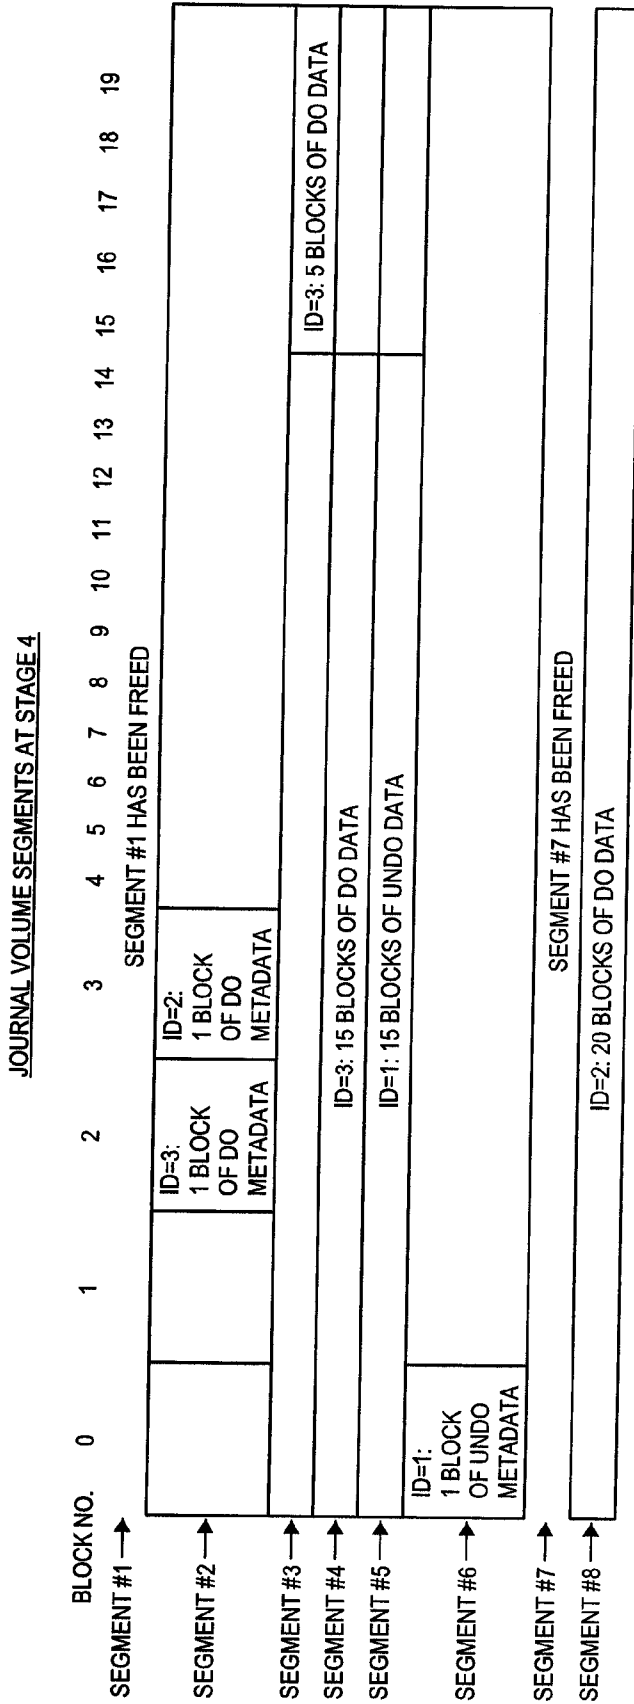 JOURNAL VOLUME SEGMENTS AT STAGE 4
BLOCK NO. 0 1 2 3 4 5 6 7 8 9 10 11 12 13 14 15 16 17 18 19
SEGMENT #1
SEGMENT #1 HAS BEEN FREED
SEGMENT #2
ID=3:
1 BLOCK
OF DO
METADATA
ID=2:
1 BLOCK
OF DO
METADATA
SEGMENT #3
ID=3: 5 BLOCKS OF DO DATA
SEGMENT #4
ID=3: 15 BLOCKS OF DO DATA
SEGMENT #5
ID=1: 15 BLOCKS OF UNDO DATA
SEGMENT #6
ID=1:
1 BLOCK
OF UNDO
METADATA
SEGMENT #7
SEGMENT #7 HAS BEEN FREED
SEGMENT #8
ID=2: 20 BLOCKS OF DO DATA